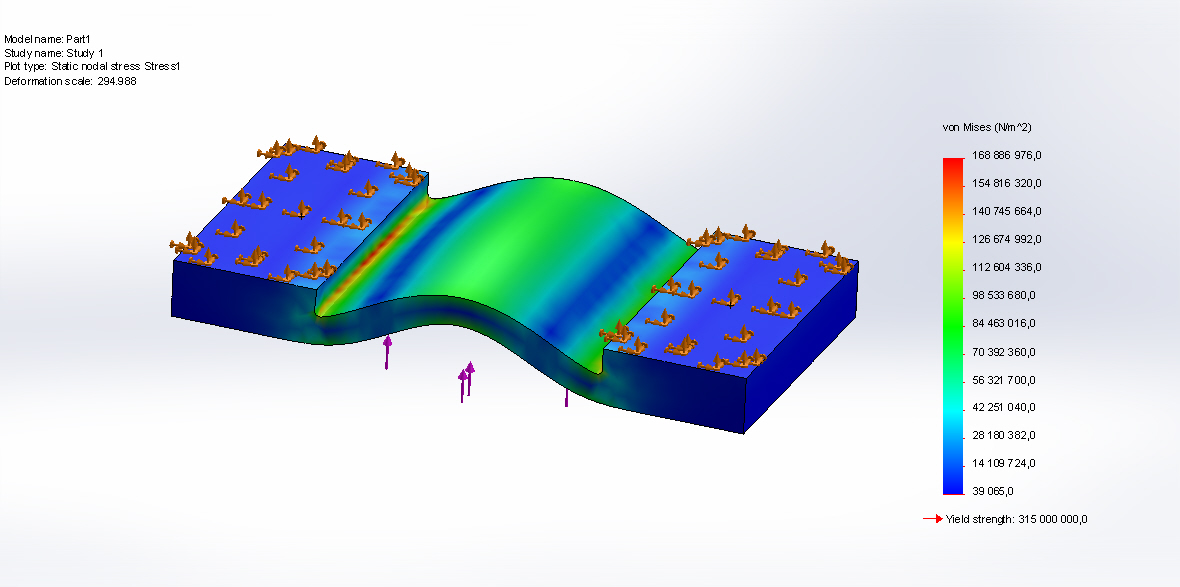 Model name: Part1
Study name: Study 1
Plot type: Static nodal stress Stress1
Deformation scale: 294.988
von Mises (N/m^2)
168 886 976,0
154 816 320,0
140 745 664,0
126 674 992,0
112 604 336,0
98 533 680,0
84 463 016,0
70 392 360,0
56 321 700,0
42 251 040,0
28 180 382,0
14 109 724,0
39 065,0
Yield strength: 315 000 000,0